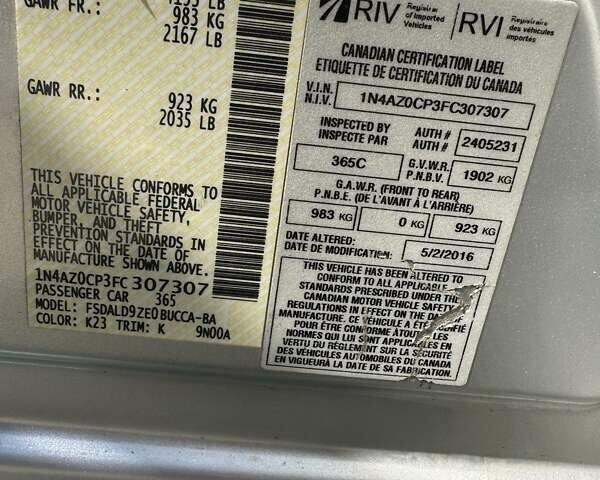 GAWR FR.:
983 KG
2167 LB
GAWR RR.:
923 KG
2035 LB
THIS VEHICLE CONFORMS TO
ALL APPLICABLE FEDERAL
MOTOR VEHICLE SAFETY,
BUMPER, AND THEFT
PREVENTION STANDARDS IN
EFFECT ON THE DATE OF
MANUFACTURE SHOWN ABOVE.
1N4AZ0CP3FC307307
PASSENGER CAR 365
MODEL: FSDALD9ZE0BUCCA-BA
COLOR: K23 TRIM: K 9N00A
RIV Registrar of Imported Vehicles
RVI Registraire des véhicules importés
CANADIAN CERTIFICATION LABEL
ETIQUETTE DE CERTIFICATION DU CANADA
V.I.N.
N.I.V.
1N4AZ0CP3FC307307
INSPECTED BY
INSPECTE PAR
AUTH #
AUTH #
2405231
365C
G.V.W.R.
P.N.B.V.
1902 KG
G.A.W.R. (FRONT TO REAR)
P.N.B.E. (DE L'AVANT À L'ARRIÈRE)
983 KG
0 KG
923 KG
DATE ALTERED:
DATE DE MODIFICATION:
5/2/2016
THIS VEHICLE HAS BEEN ALTERED TO
CONFORM TO ALL APPLICABLE
STANDARDS PRESCRIBED UNDER THE
CANADIAN MOTOR VEHICLE SAFETY
REGULATIONS IN EFFECT ON THE DATE OF
MANUFACTURE. CE VÉHICULE A ÉTÉ MODIFIÉ
POUR ÊTRE CONFORME À TOUTES LES
NORMES QUI LUI SONT APPLICABLES EN
VERTU DU RÈGLEMENT SUR LA SÉCURITÉ
DES VÉHICULES AUTOMOBILES DU CANADA
EN VIGUEUR À LA DATE DE SA FABRICATION.